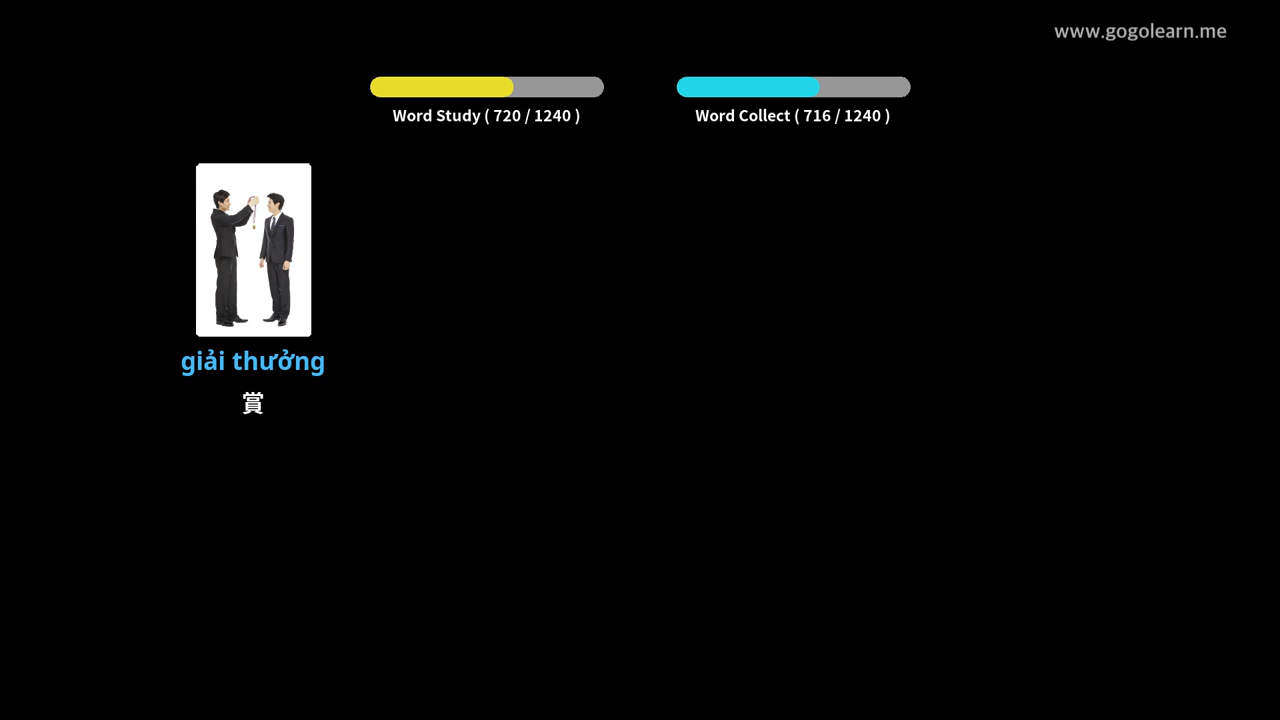 www.gogolearn.me
Word Study ( 720 / 1240 )
Word Collect ( 716 / 1240 )
giải thưởng
賞